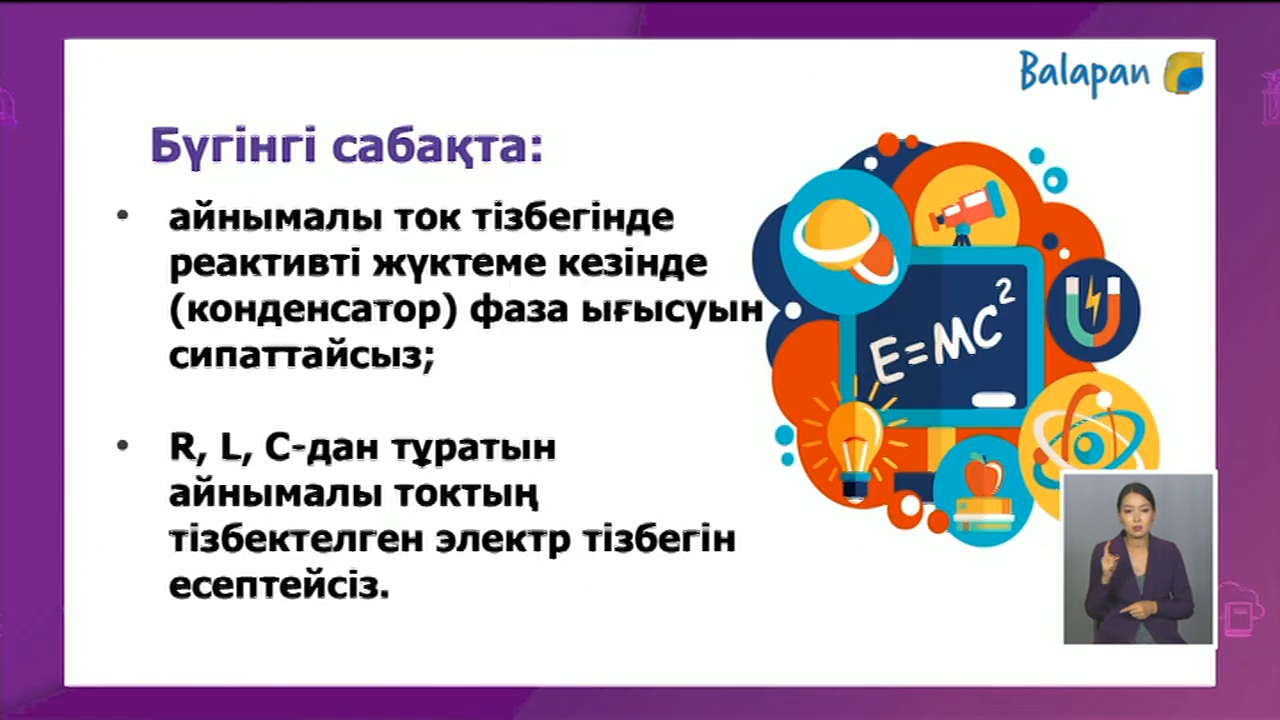 Balapan
Бүгінгі сабақта:
• айнымалы ток тізбегінде
реактивті жүктеме кезінде
(конденсатор) фаза ығысуын
сипаттайсыз;
• R, L, C-дан тұратын
айнымалы токтың
тізбектелген электр тізбегін
есептейсіз.
E=MC²